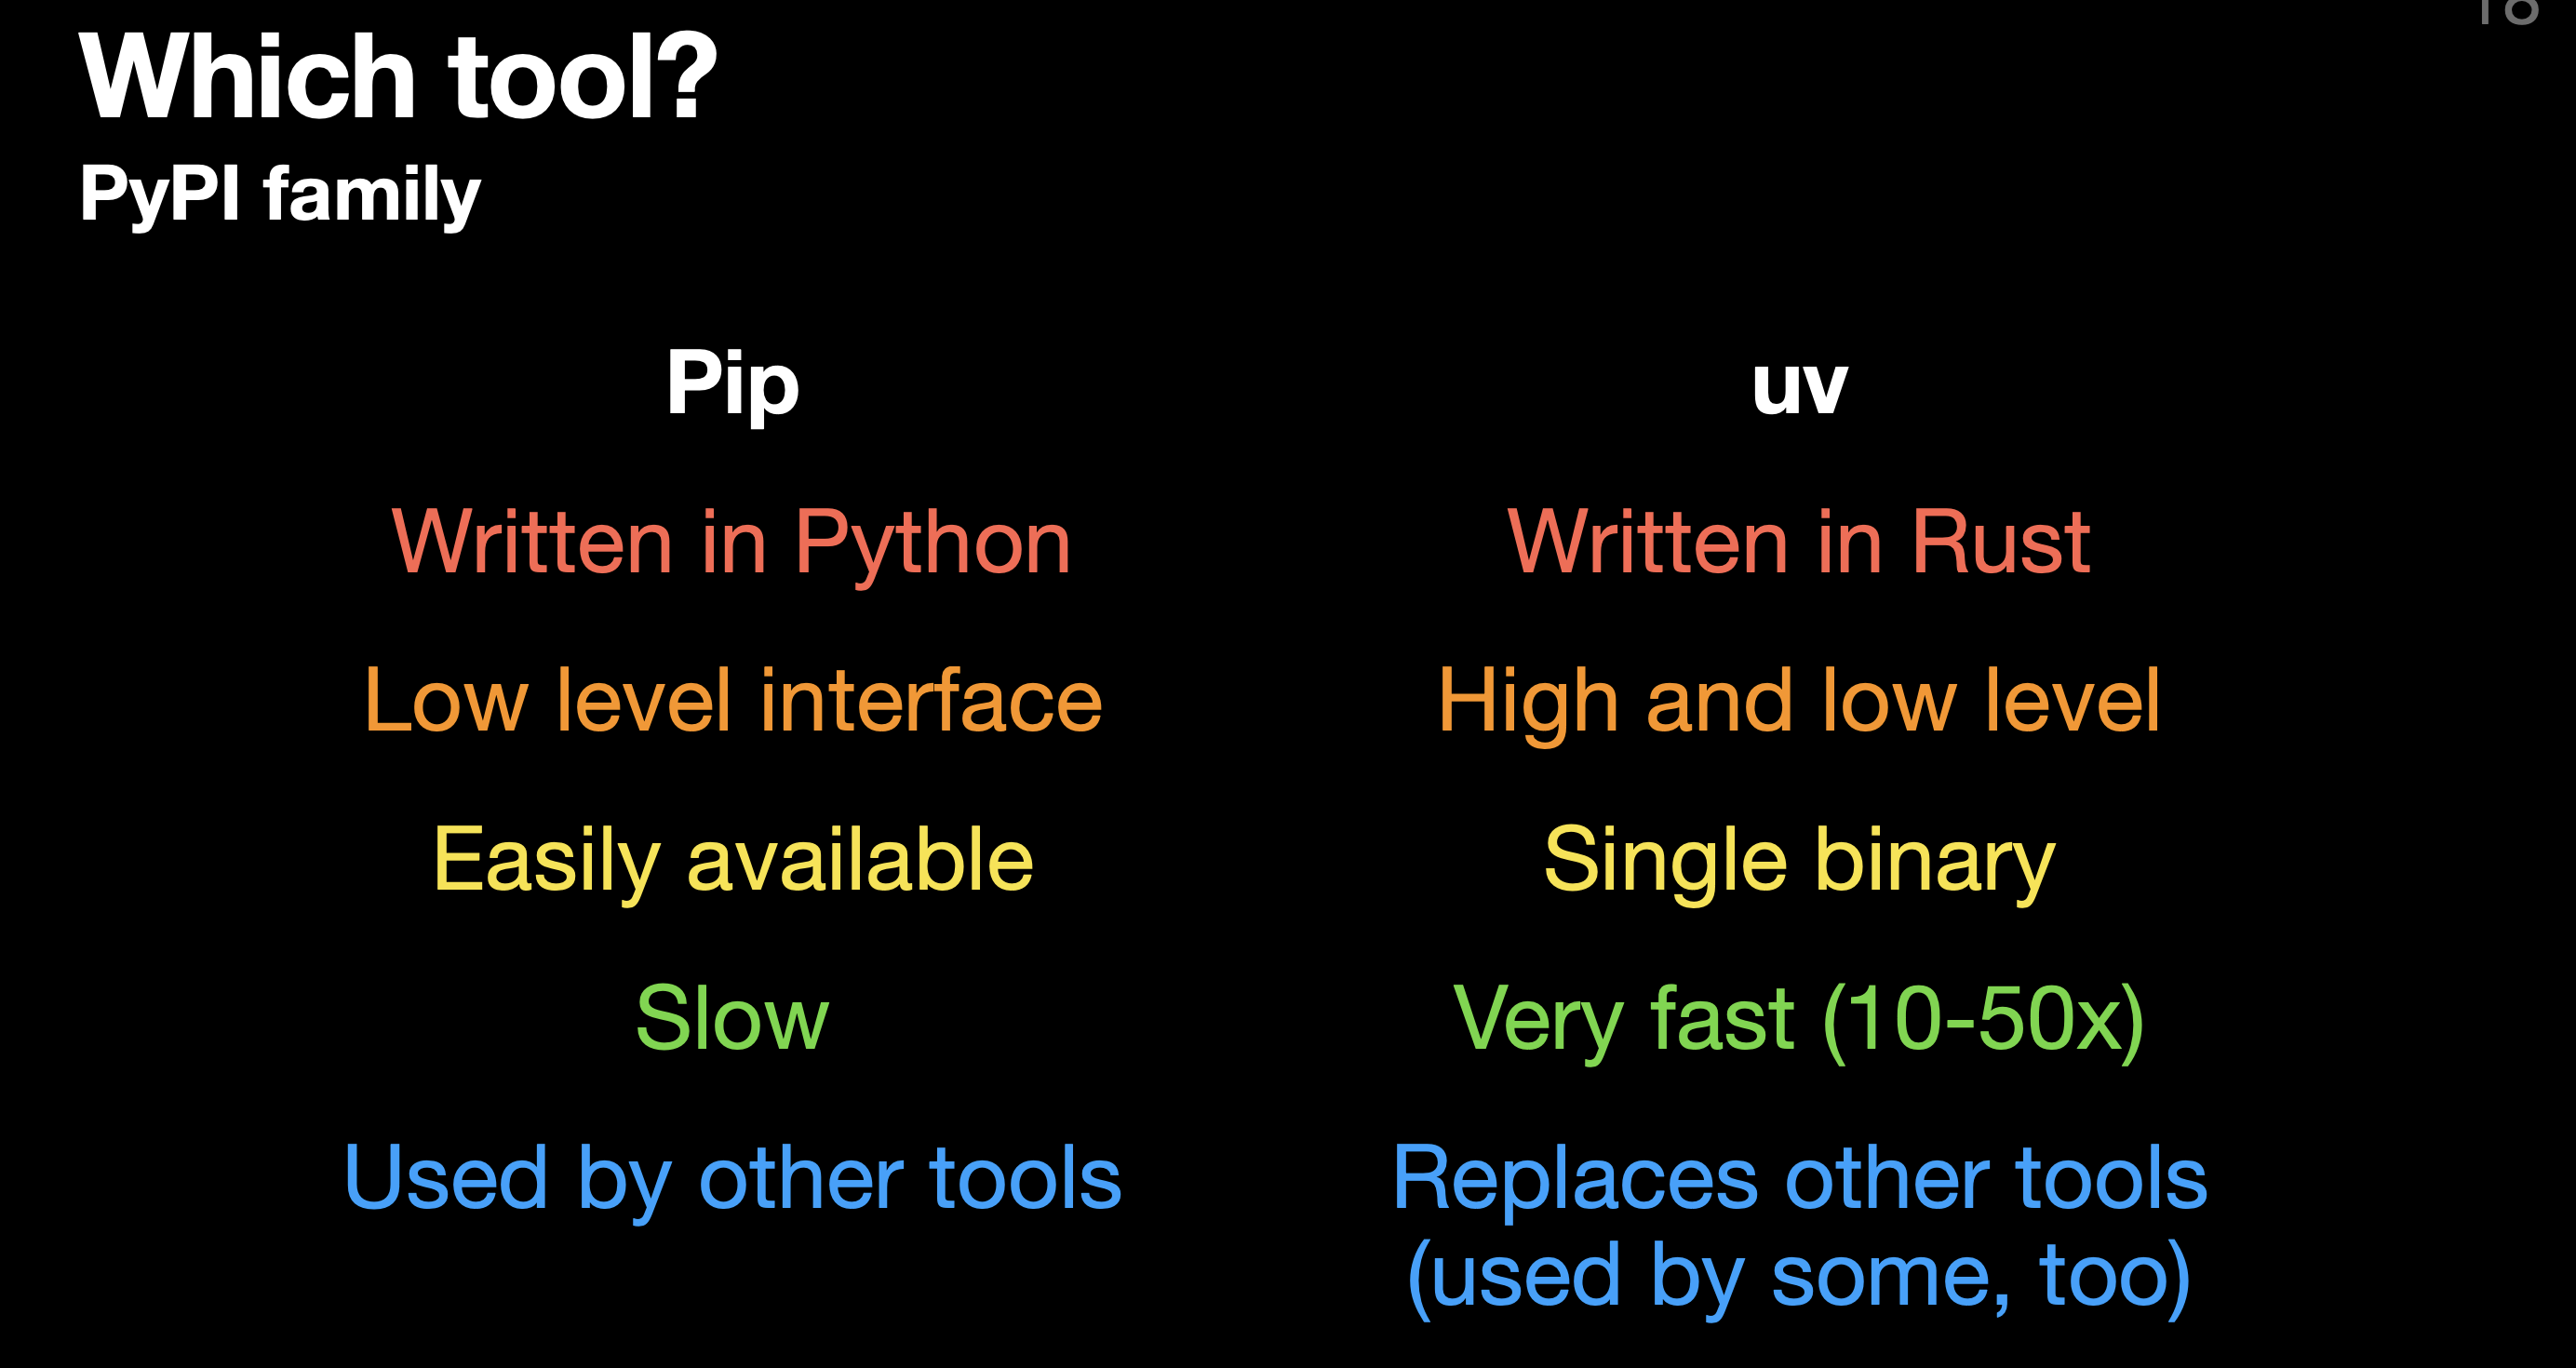 Which tool?
PyPI family
Pip
Written in Python
Low level interface
Easily available
Slow
Used by other tools
uv
Written in Rust
High and low level
Single binary
Very fast (10-50x)
Replaces other tools
(used by some, too)